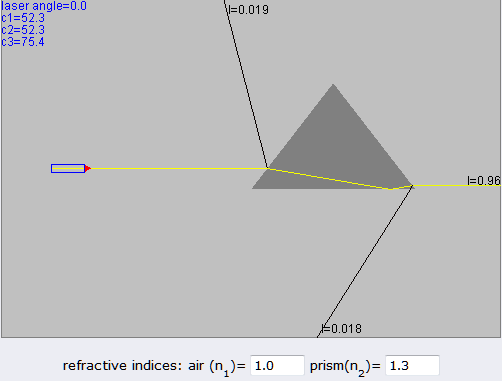 laser angle=0.0
c1=52.3
c2=52.3
c3=75.4
I=0.019
I=0.96
I=0.018
refractive indices: air (n1)= 1.0 prism(n2)= 1.3